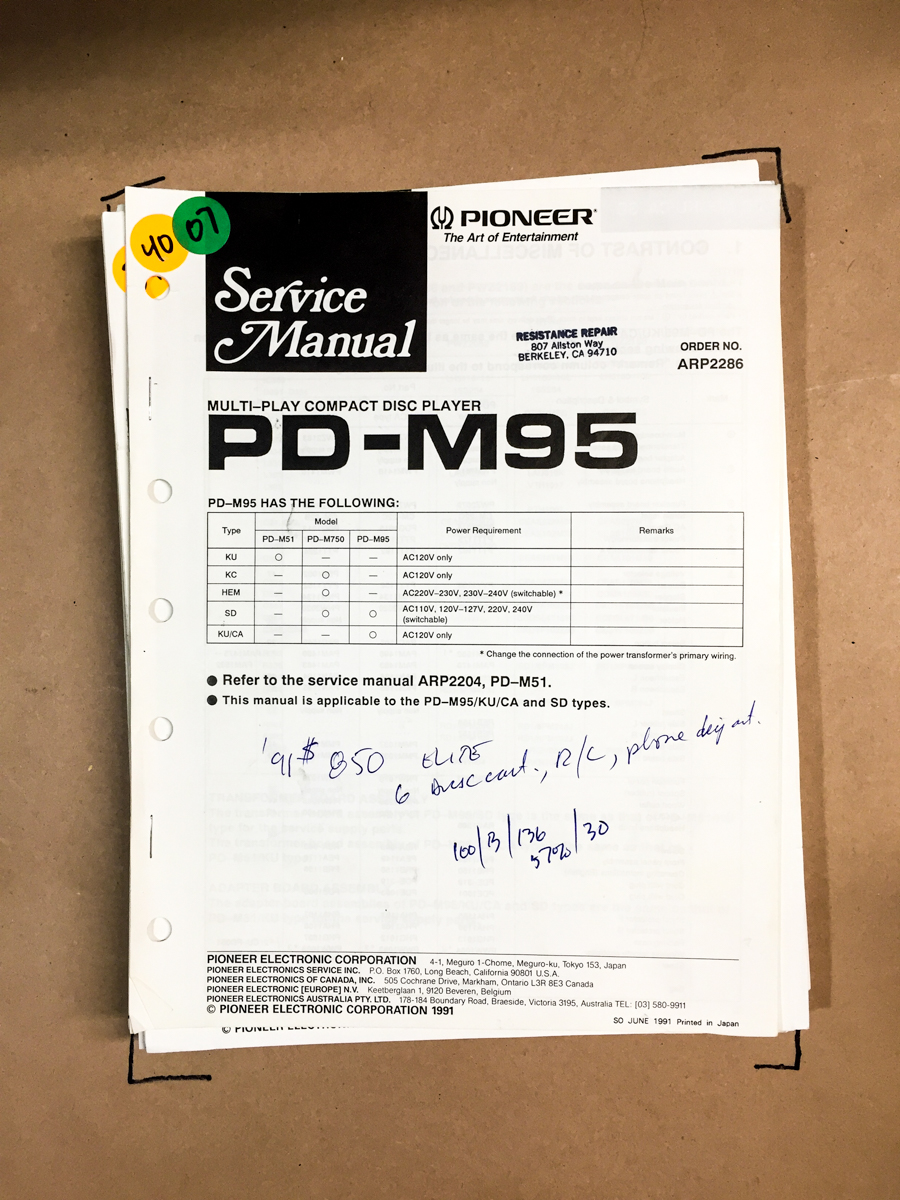 40
07
PIONEER
The Art of Entertainment
Service
Manual
RESISTANCE REPAIR
807 Allston Way
BERKELEY, CA 94710
ORDER NO.
ARP2286
MULTI–PLAY COMPACT DISC PLAYER
PD-M95
PD–M95 HAS THE FOLLOWING:
Type Model Power Requirement Remarks
PD–M51 PD–M750 PD–M95
KU ○ — — AC120V only
KC — ○ — AC120V only
HEM — ○ — AC220V–230V, 230V–240V (switchable) *
SD — ○ ○ AC110V, 120V–127V, 220V, 240V
(switchable)
KU/CA — — ○ AC120V only
* Change the connection of the power transformer's primary wiring.
● Refer to the service manual ARP2204, PD–M51.
● This manual is applicable to the PD–M95/KU/CA and SD types.
'91 $ 850 ELITE
6 Disc cart., R/C, phone
100/13/136/30
57%
PIONEER ELECTRONIC CORPORATION 4-1, Meguro 1-Chome, Meguro-ku, Tokyo 153, Japan
PIONEER ELECTRONICS SERVICE INC. P.O. Box 1760, Long Beach, California 90801 U.S.A.
PIONEER ELECTRONICS OF CANADA, INC. 505 Cochrane Drive, Markham, Ontario L3R 8E3 Canada
PIONEER ELECTRONIC [EUROPE] N.V. Keetberglaan 1, 9120 Beveren, Belgium
PIONEER ELECTRONICS AUSTRALIA PTY. LTD. 178-184 Boundary Road, Braeside, Victoria 3195, Australia TEL: [03] 580-9911
© PIONEER ELECTRONIC CORPORATION 1991
SO JUNE 1991 Printed in Japan